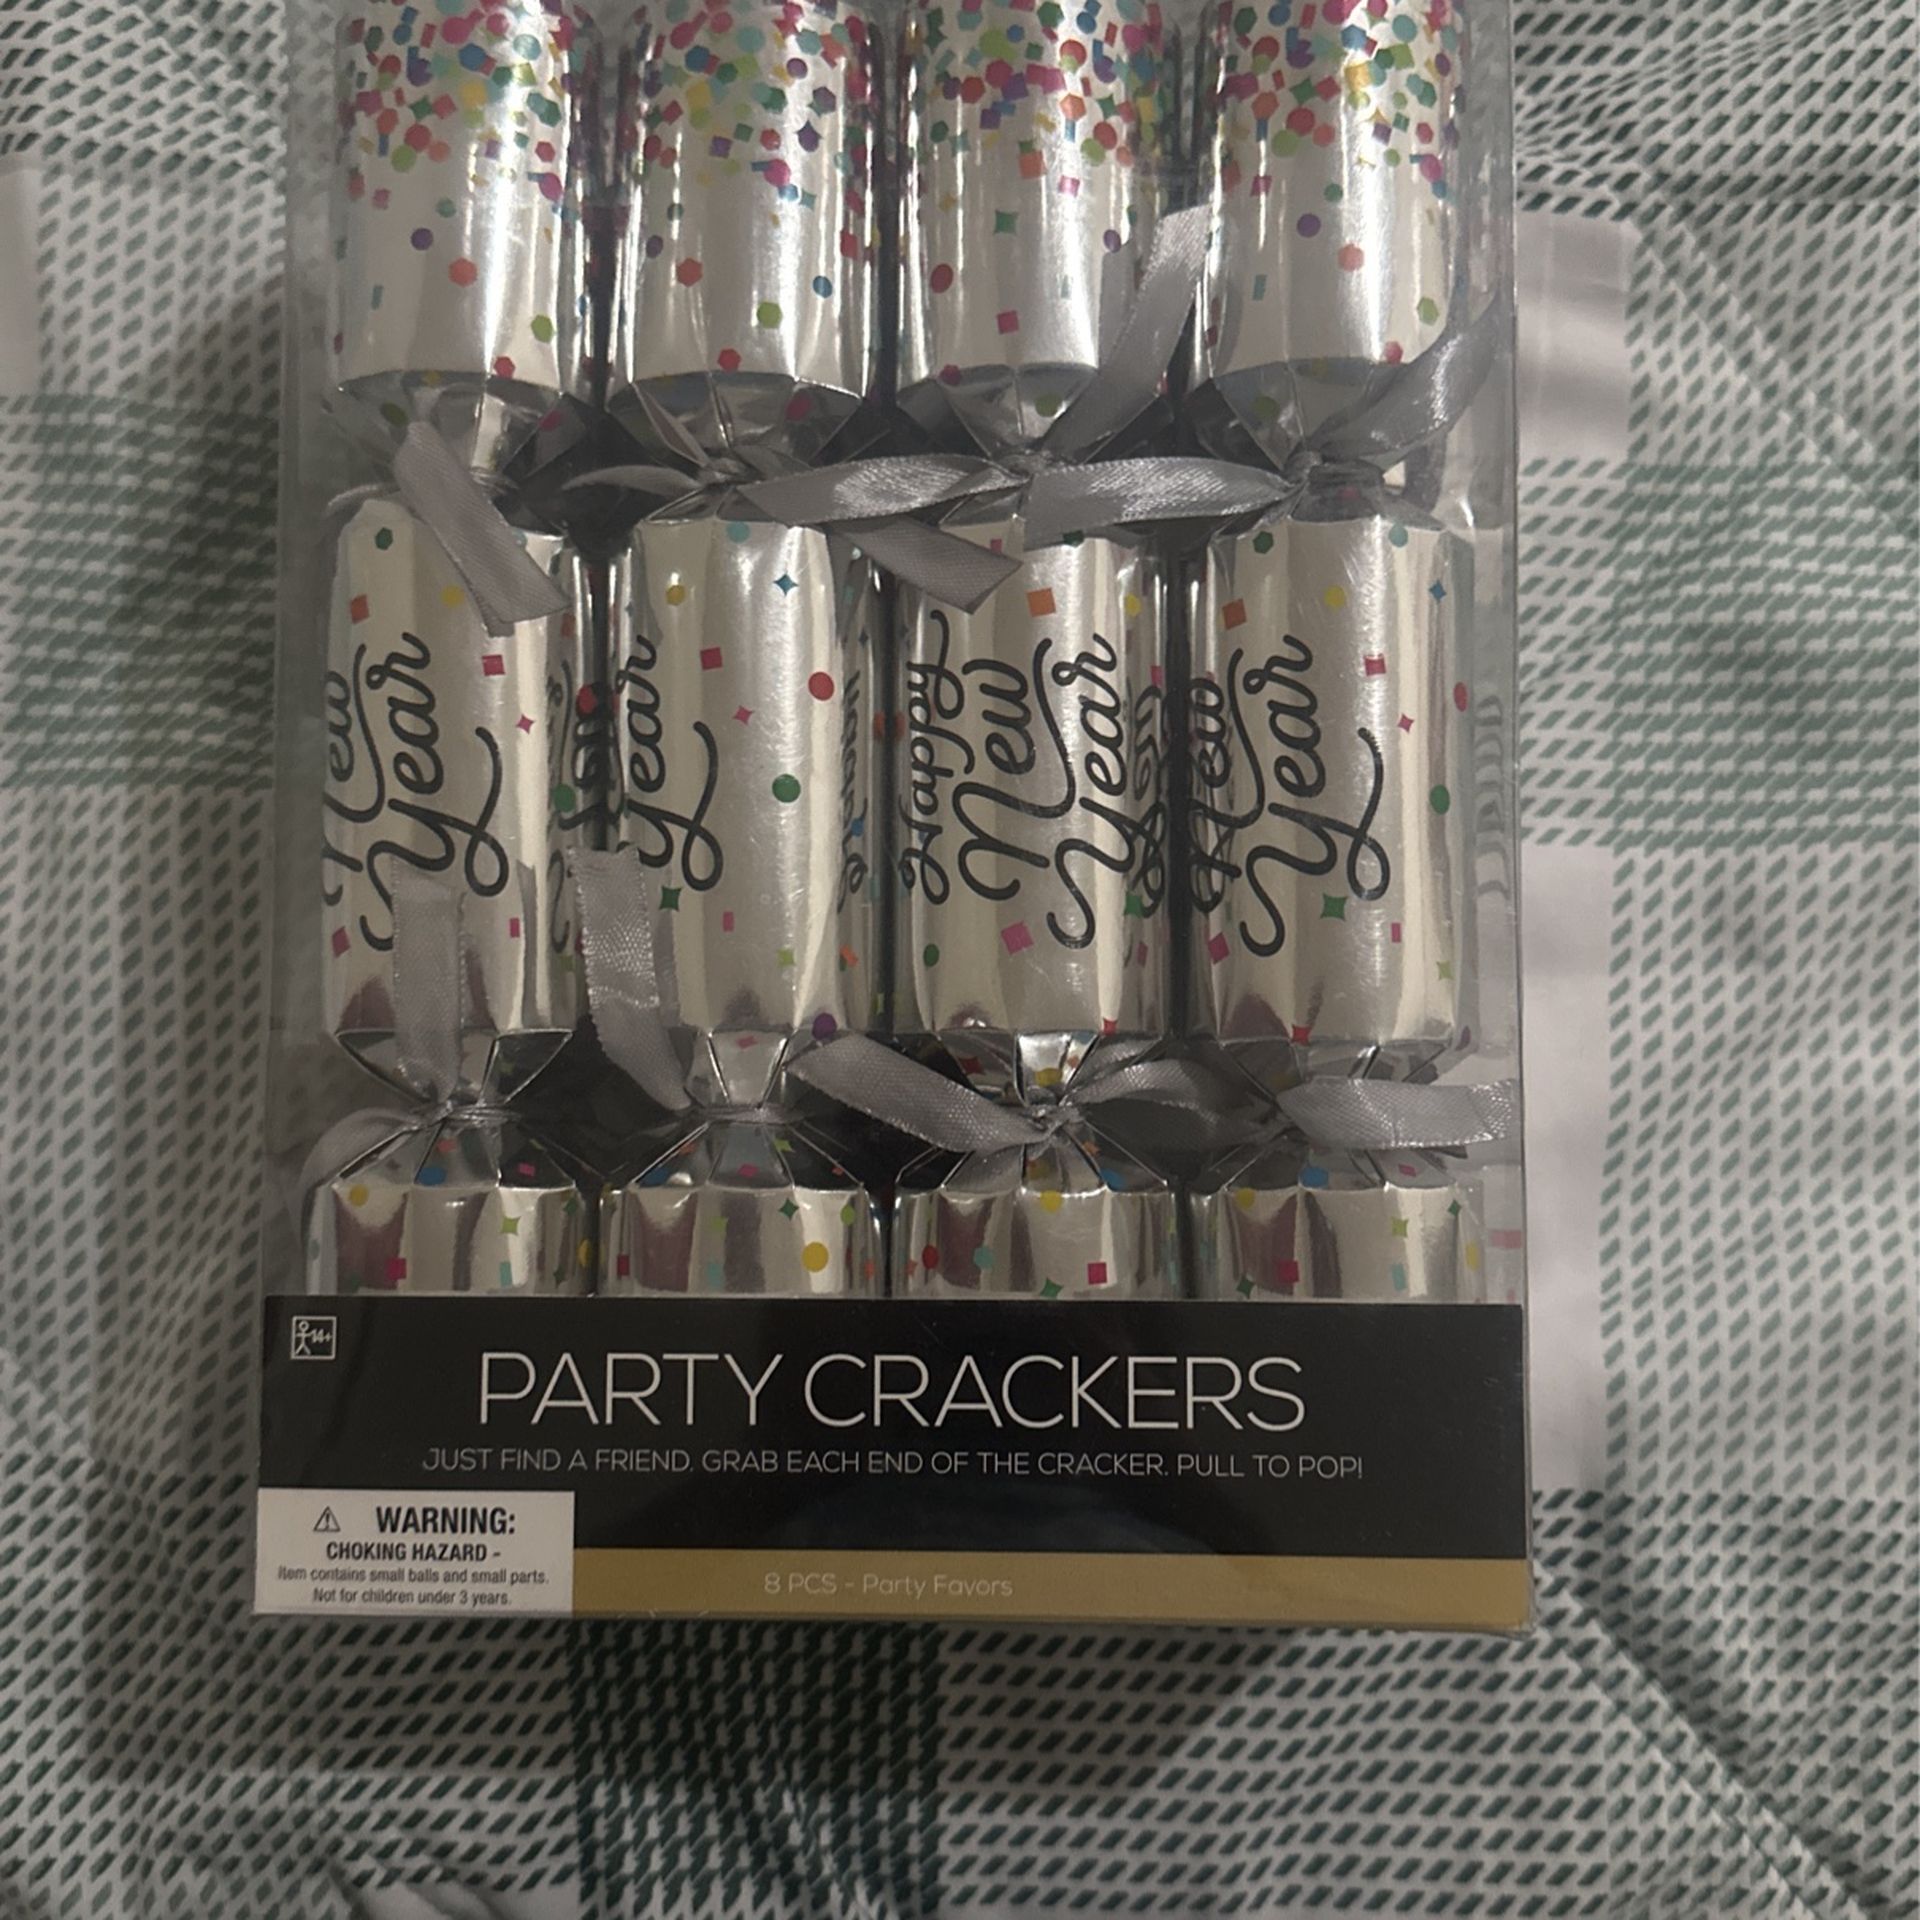 New
Year
Year
Happy
New
Year
New
Year
14+
PARTY CRACKERS
JUST FIND A FRIEND. GRAB EACH END OF THE CRACKER. PULL TO POP!
WARNING:
CHOKING HAZARD -
Item contains small balls and small parts.
Not for children under 3 years.
8 PCS - Party Favors